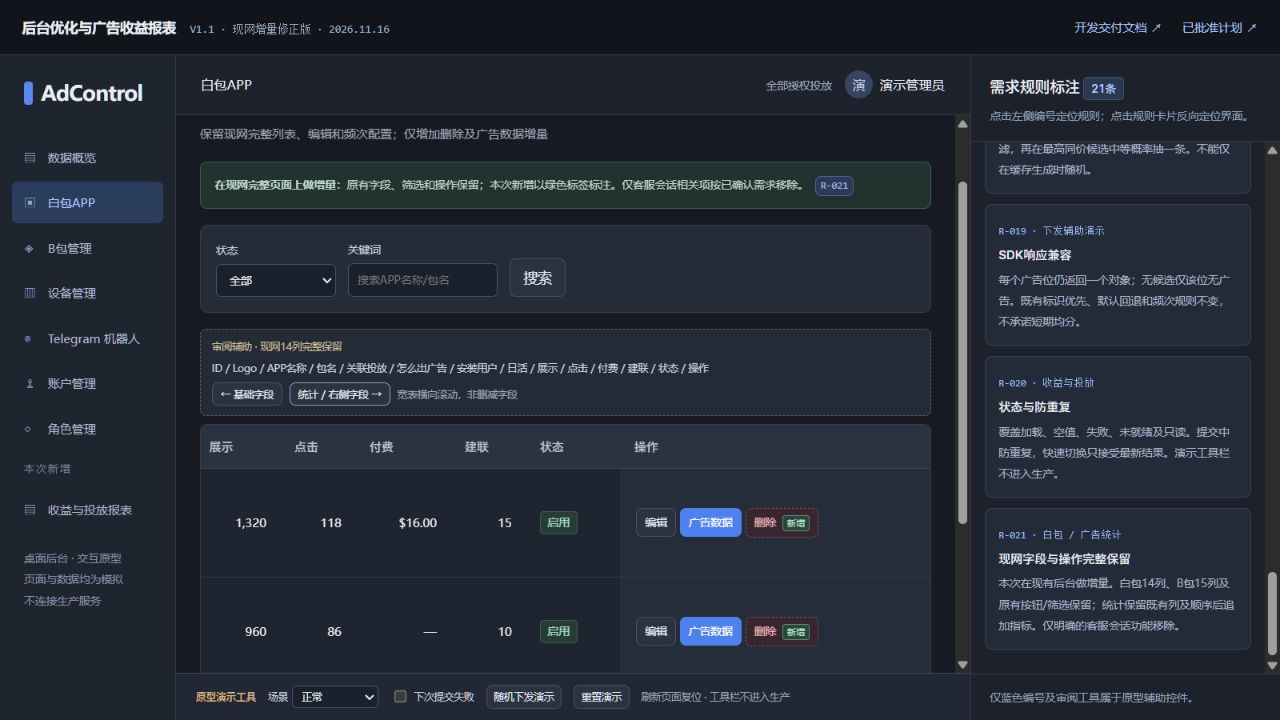 后台优化与广告收益报表 V1.1 · 现网增量修正版 · 2026.11.16
开发交付文档 ↗ 已批准计划 ↗
AdControl
数据概览
白包APP
B包管理
设备管理
Telegram 机器人
账户管理
角色管理
本次新增
收益与投放报表
桌面后台 · 交互原型
页面与数据均为模拟
不连接生产服务
白包APP
全部授权投放 演 演示管理员
保留现网完整列表、编辑和频次配置；仅增加删除及广告数据增量
在现网完整页面上做增量：原有字段、筛选和操作保留；本次新增以绿色标签标注。仅客服会话相关项按已确认需求移除。 R-021
状态 关键词
全部 搜索APP名称/包名 搜索
审阅辅助 · 现网14列完整保留
ID / Logo / APP名称 / 包名 / 关联投放 / 怎么出广告 / 安装用户 / 日活 / 展示 / 点击 / 付费 / 建联 / 状态 / 操作
← 基础字段 统计 / 右侧字段 → 宽表横向滚动，非删减字段
展示 点击 付费 建联 状态 操作
1,320 118 $16.00 15 启用 编辑 广告数据 删除 新增
960 86 — 10 启用 编辑 广告数据 删除 新增
原型演示工具 场景 正常 下次提交失败 随机下发演示 重置演示 刷新页面复位 · 工具栏不进入生产
需求规则标注 21条
点击左侧编号定位规则；点击规则卡片反向定位界面。
滤，再在最高同价候选中等概率抽一条。不能仅
在缓存生成时随机。
R-019 · 下发辅助演示
SDK响应兼容
每个广告位仍返回一个对象；无候选仅该位无广
告。既有标识优先、默认回退和频次规则不变，
不承诺短期均分。
R-020 · 收益与投放
状态与防重复
覆盖加载、空值、失败、未就绪及只读。提交中
防重复，快速切换只接受最新结果。演示工具栏
不进入生产。
R-021 · 白包 / 广告统计
现网字段与操作完整保留
本次在现有后台做增量。白包14列、B包15列及
原有按钮/筛选保留；统计保留既有列及顺序后追
加指标。仅明确的客服会话功能移除。
仅蓝色编号及审阅工具属于原型辅助控件。